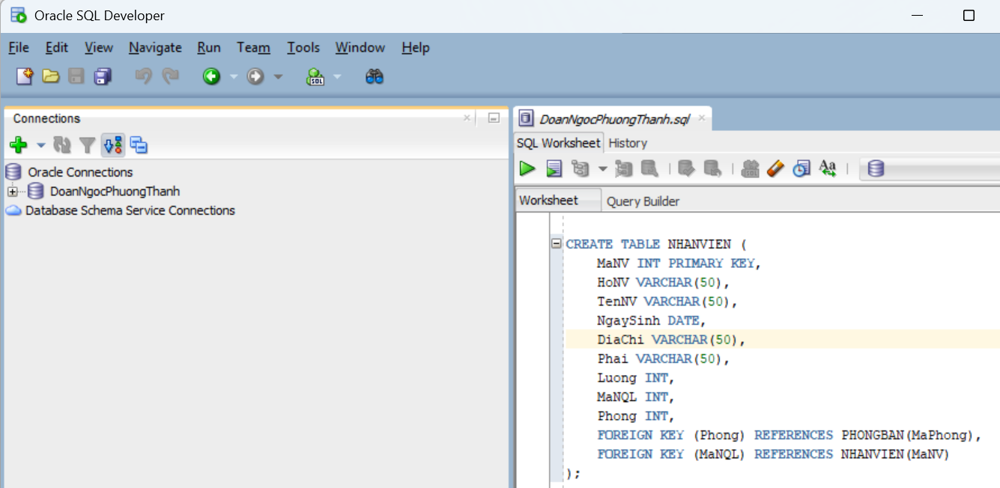 Oracle SQL Developer
File Edit View Navigate Run Team Tools Window Help
SQL
Connections
Oracle Connections
DoanNgocPhuongThanh
Database Schema Service Connections
DoanNgocPhuongThanh.sql
SQL Worksheet History
Aa
Worksheet Query Builder
CREATE TABLE NHANVIEN (
MaNV INT PRIMARY KEY,
HoNV VARCHAR(50),
TenNV VARCHAR(50),
NgaySinh DATE,
DiaChi VARCHAR(50),
Phai VARCHAR(50),
Luong INT,
MaNQL INT,
Phong INT,
FOREIGN KEY (Phong) REFERENCES PHONGBAN(MaPhong),
FOREIGN KEY (MaNQL) REFERENCES NHANVIEN(MaNV)
);